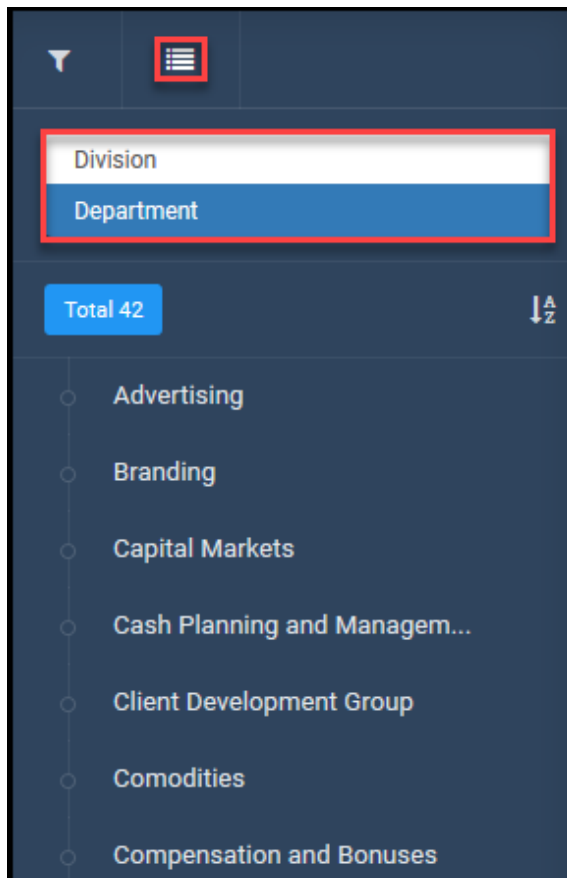 Division
Department
Total 42
Advertising
Branding
Capital Markets
Cash Planning and Managem...
Client Development Group
Comodities
Compensation and Bonuses